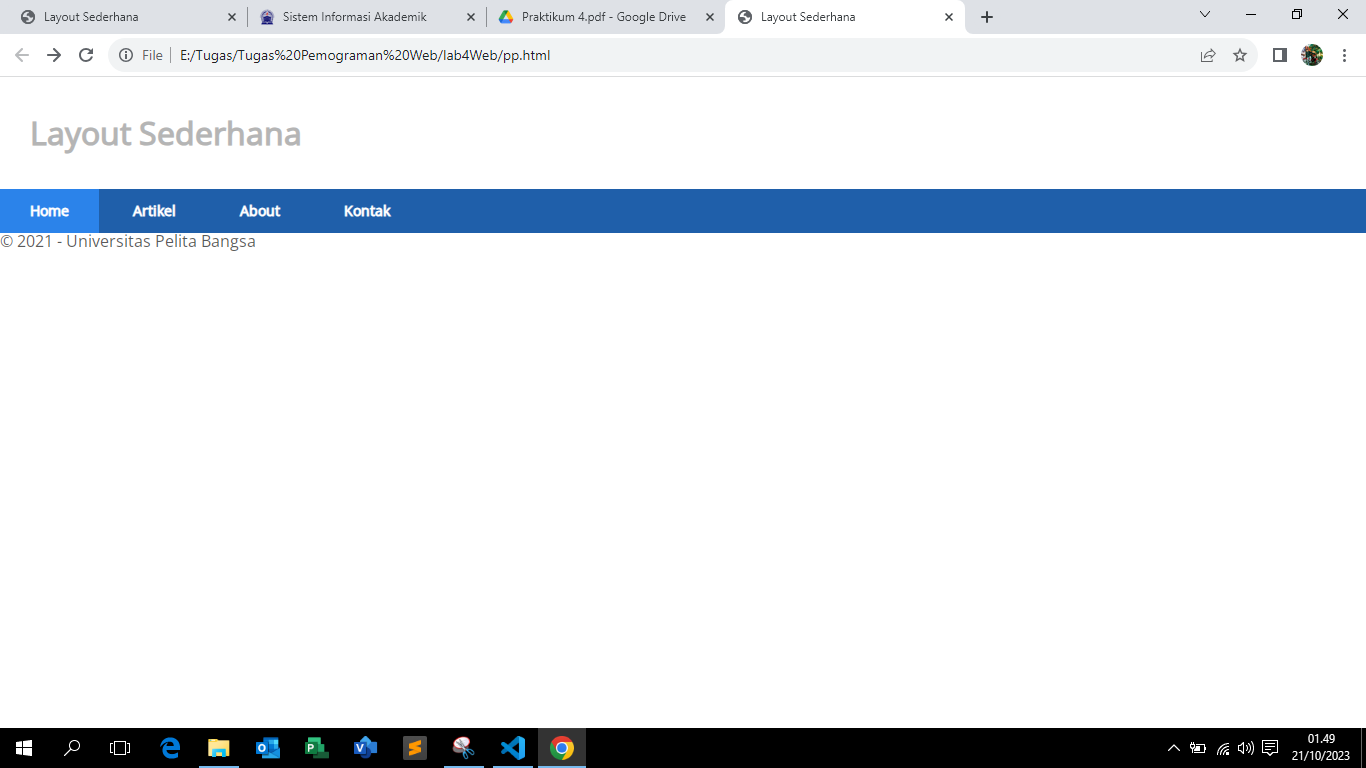 Layout Sederhana
Sistem Informasi Akademik
Praktikum 4.pdf - Google Drive
Layout Sederhana
File
E:/Tugas/Tugas%20Pemograman%20Web/lab4Web/pp.html
Layout Sederhana
Home Artikel About Kontak
© 2021 - Universitas Pelita Bangsa
01.49
21/10/2023